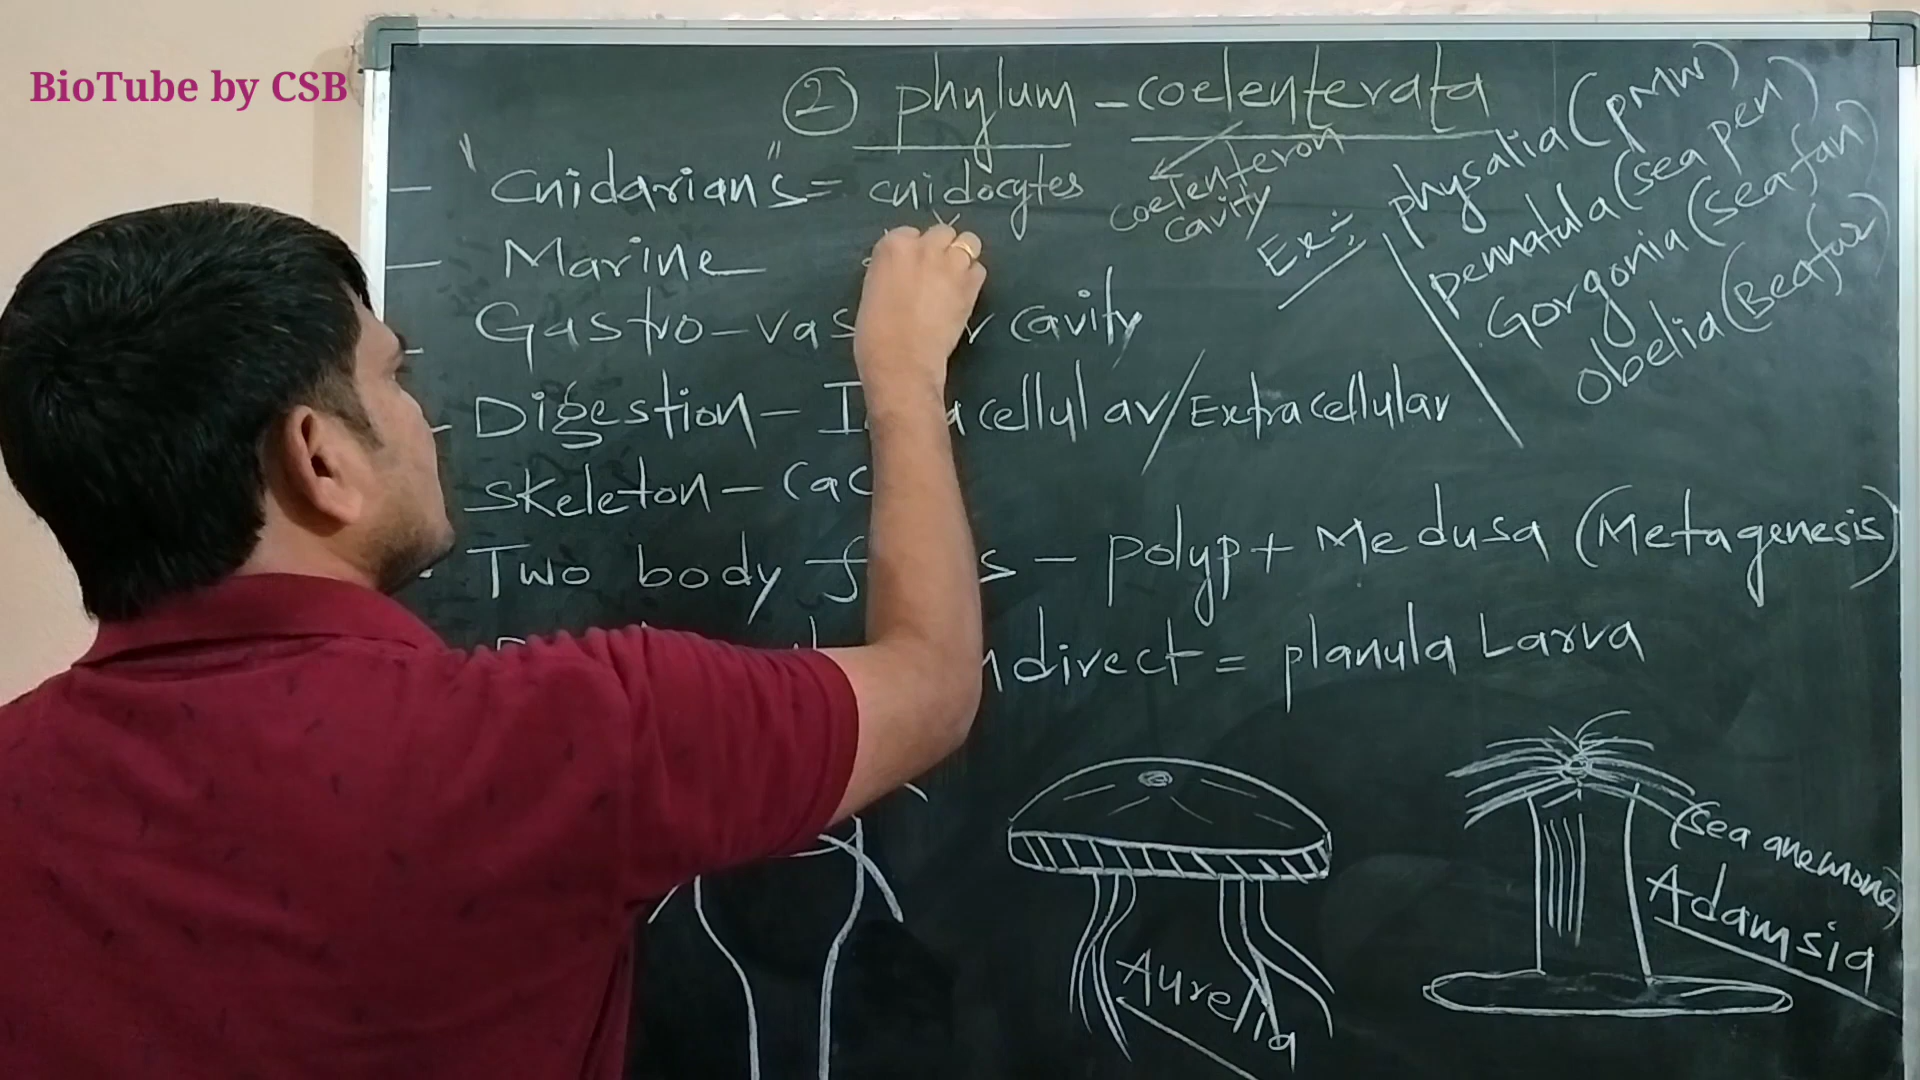 BioTube by CSB
② phylum - coelenterata
- "Cnidarian"s = cnidocytes
coelenteron
cavity
- Marine
Gastro-vas cavity
- Digestion - cellular/Extracellular
skeleton - CaC
Two body - polyp + Medusa (Metagenesis)
ndirect = planula Larva
Ex:- physalia (PMW)
pennatula (sea pen)
Gorgonia (sea fan)
obelia (Seafur)
Aurelia
(sea anemone)
Adamsia